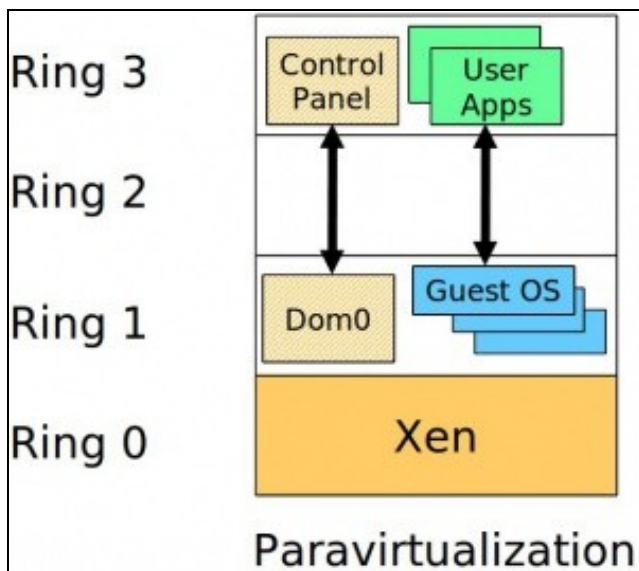 Ring 3
Control
Panel
User
Apps
Ring 2
Ring 1
Dom0
Guest OS
Ring 0
Xen
Paravirtualization